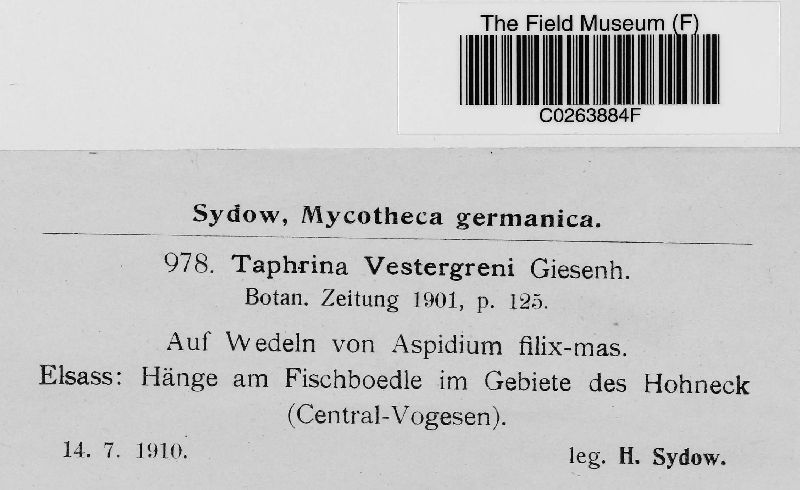 The Field Museum (F)
C0263884F
Sydow, Mycotheca germanica.
978. Taphrina Vestergreni Giesenh.
Botan. Zeitung 1901, p. 125.
Auf Wedeln von Aspidium filix-mas.
Elsass: Hänge am Fischboedle im Gebiete des Hohneck
(Central-Vogesen).
14. 7. 1910. leg. H. Sydow.